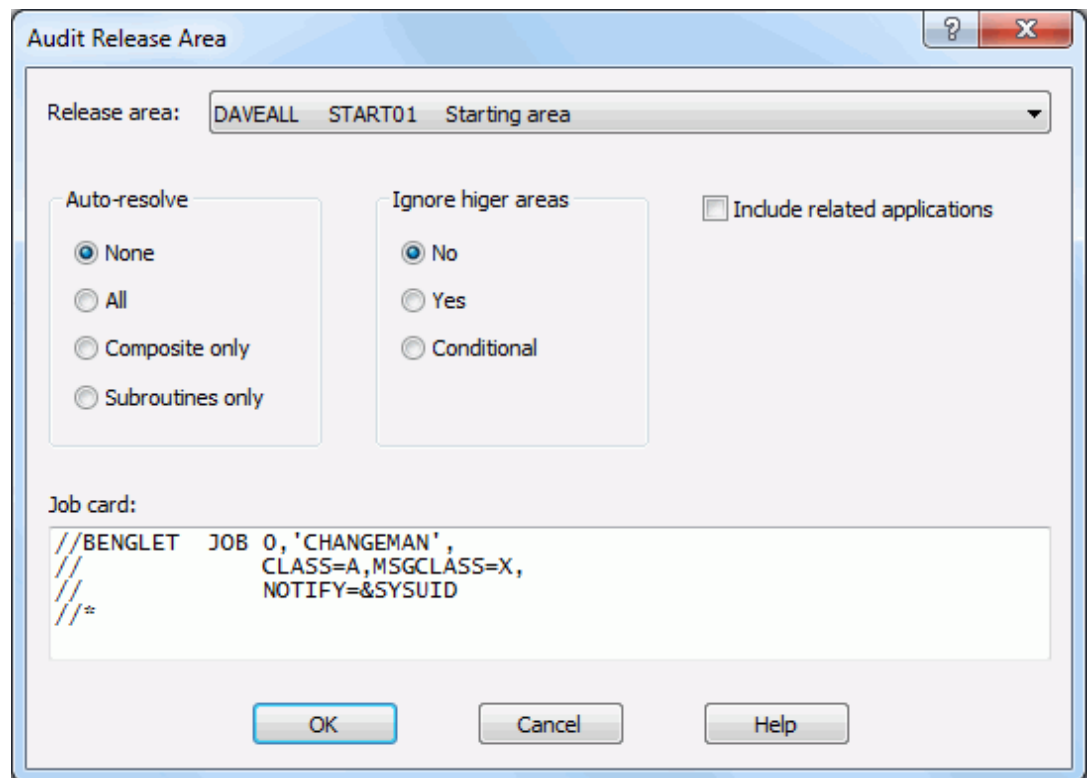 Audit Release Area
Release area: DAVEALL START01 Starting area
Auto-resolve
None
All
Composite only
Subroutines only
Ignore higer areas
No
Yes
Conditional
Include related applications
Job card:
//BENGLET  JOB 0,'CHANGEMAN',
//             CLASS=A,MSGCLASS=X,
//             NOTIFY=&SYSUID
//*
OK Cancel Help